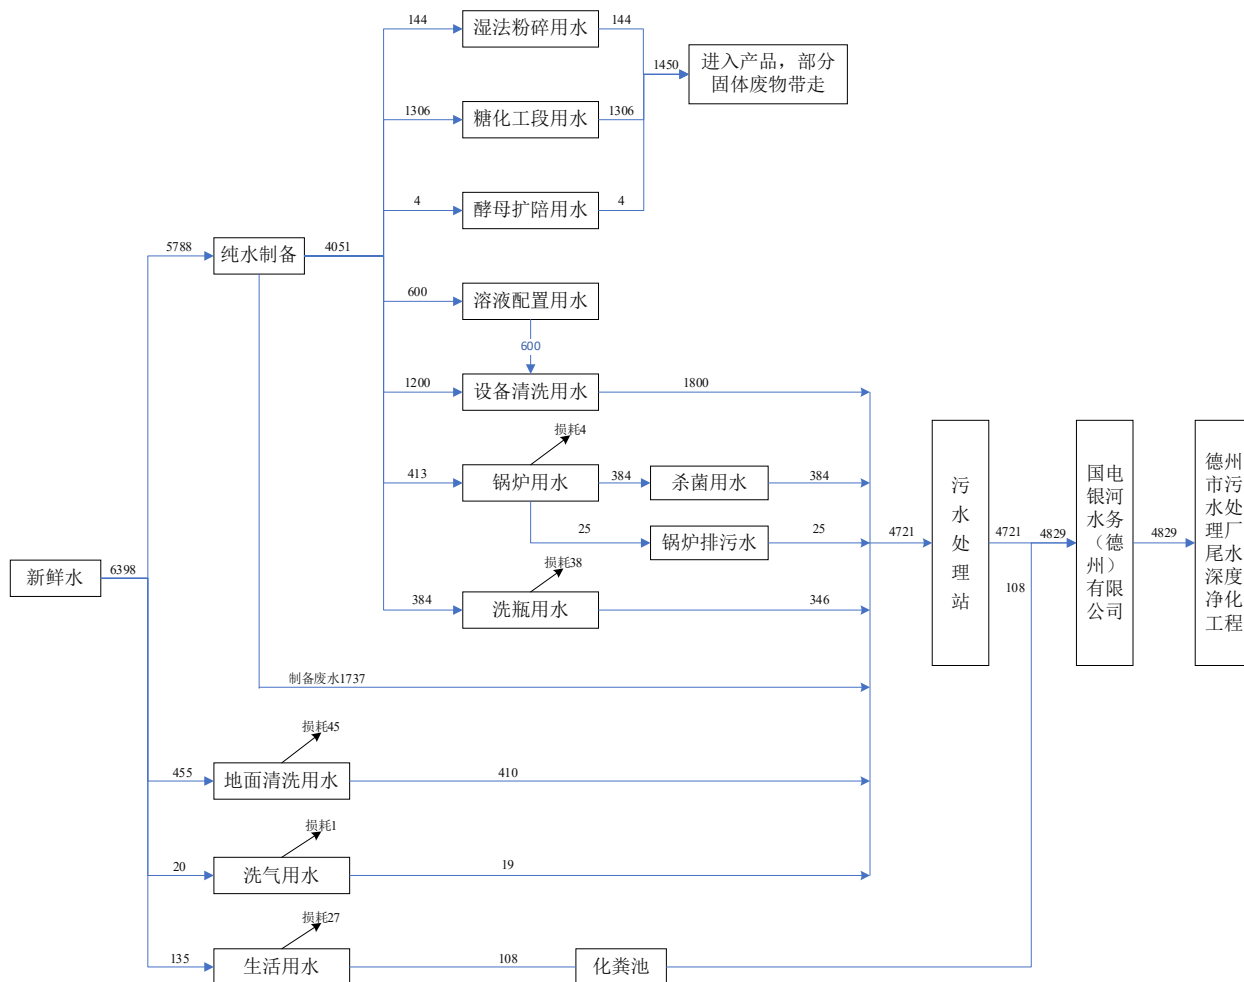 144
湿法粉碎用水
144
1450
进入产品，部分
固体废物带走
1306
糖化工段用水
1306
4
酵母扩陪用水
4
5788
纯水制备
4051
600
溶液配置用水
600
1200
设备清洗用水
1800
损耗4
413
锅炉用水
384
杀菌用水
384
25
锅炉排污水
25
损耗38
384
洗瓶用水
346
新鲜水
6398
制备废水1737
4721
污
水
处
理
站
4721
4829
108
国电
银河
水务
（德
州）
有限
公司
4829
德州
市污
水处
理厂
尾水
深度
净化
工程
损耗45
455
地面清洗用水
410
损耗1
20
洗气用水
19
损耗27
135
生活用水
108
化粪池